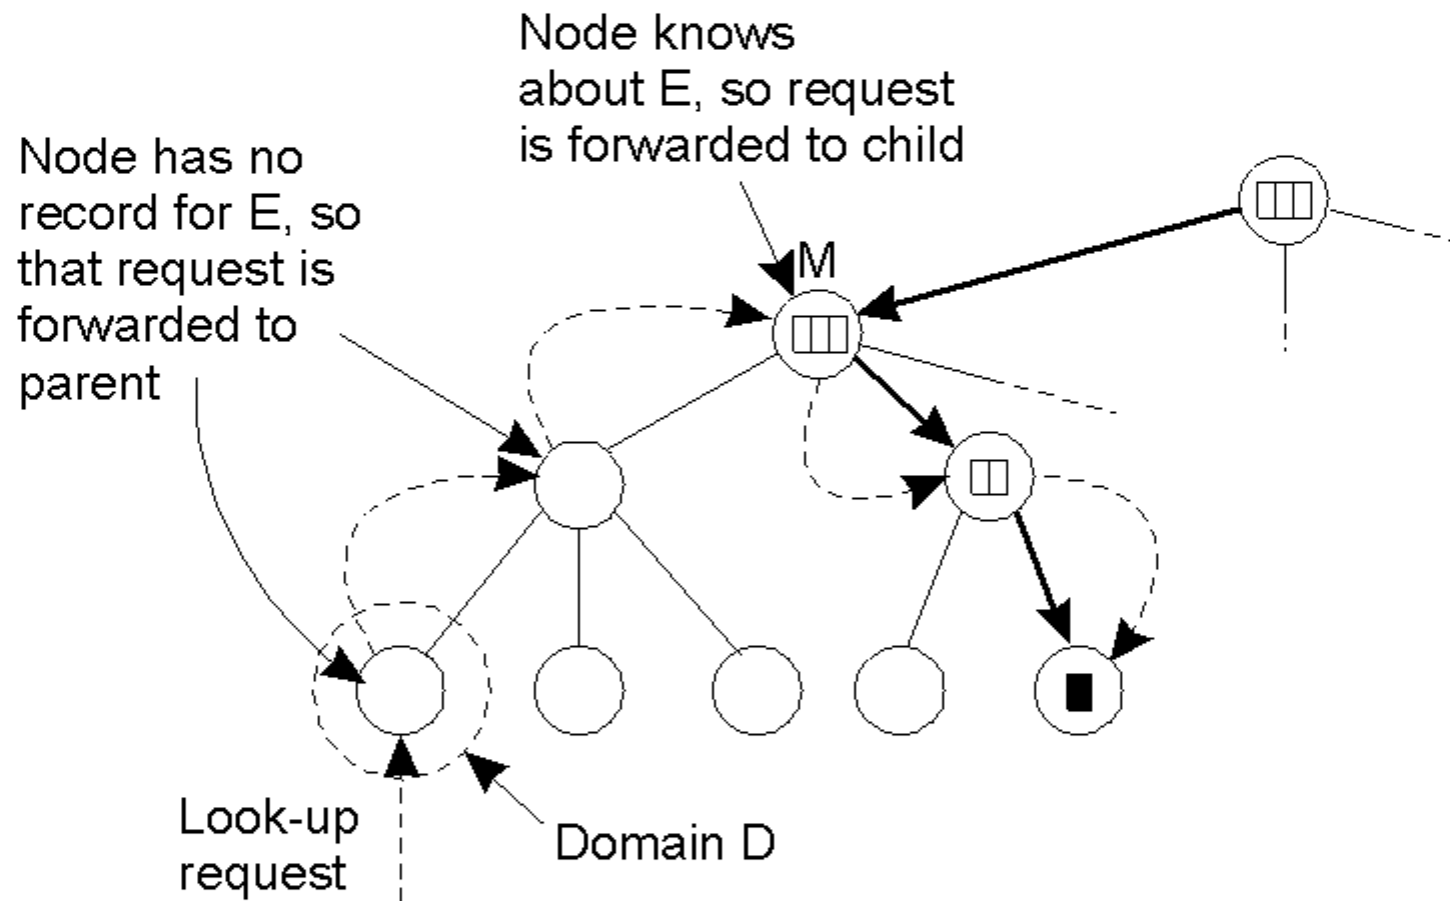 Node knows
about E, so request
is forwarded to child
Node has no
record for E, so
that request is
forwarded to
parent
M
Look-up
request
Domain D